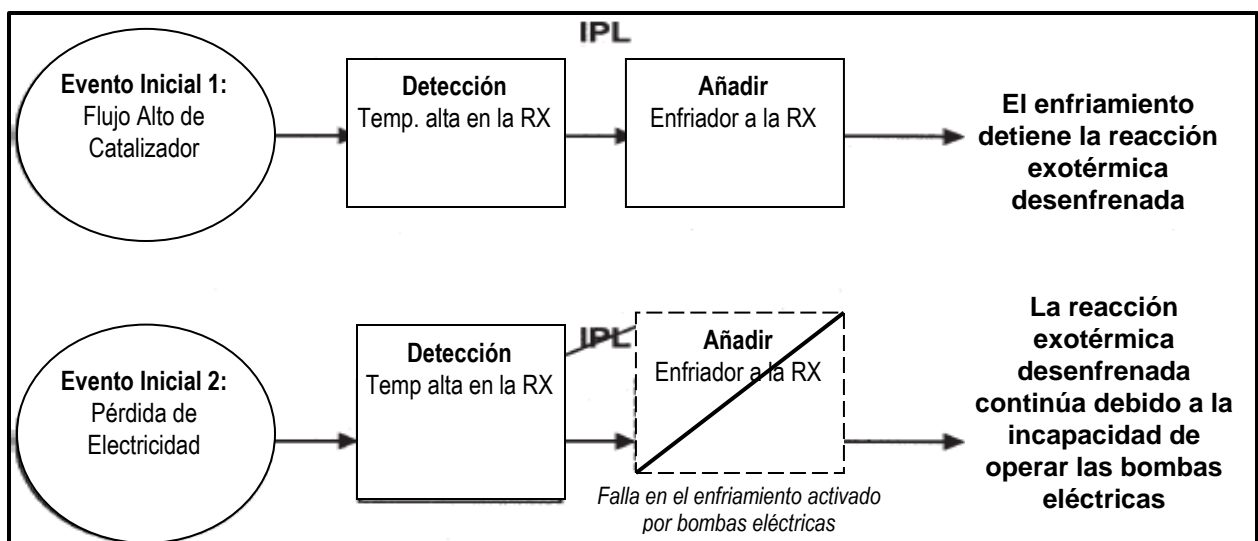 IPL
Evento Inicial 1:
Flujo Alto de
Catalizador
Detección
Temp. alta en la RX
Añadir
Enfriador a la RX
El enfriamiento
detiene la reacción
exotérmica
desenfrenada
IPL
Evento Inicial 2:
Pérdida de
Electricidad
Detección
Temp alta en la RX
Añadir
Enfriador a la RX
Falla en el enfriamiento activado
por bombas eléctricas
La reacción
exotérmica
desenfrenada
continúa debido a la
incapacidad de
operar las bombas
eléctricas